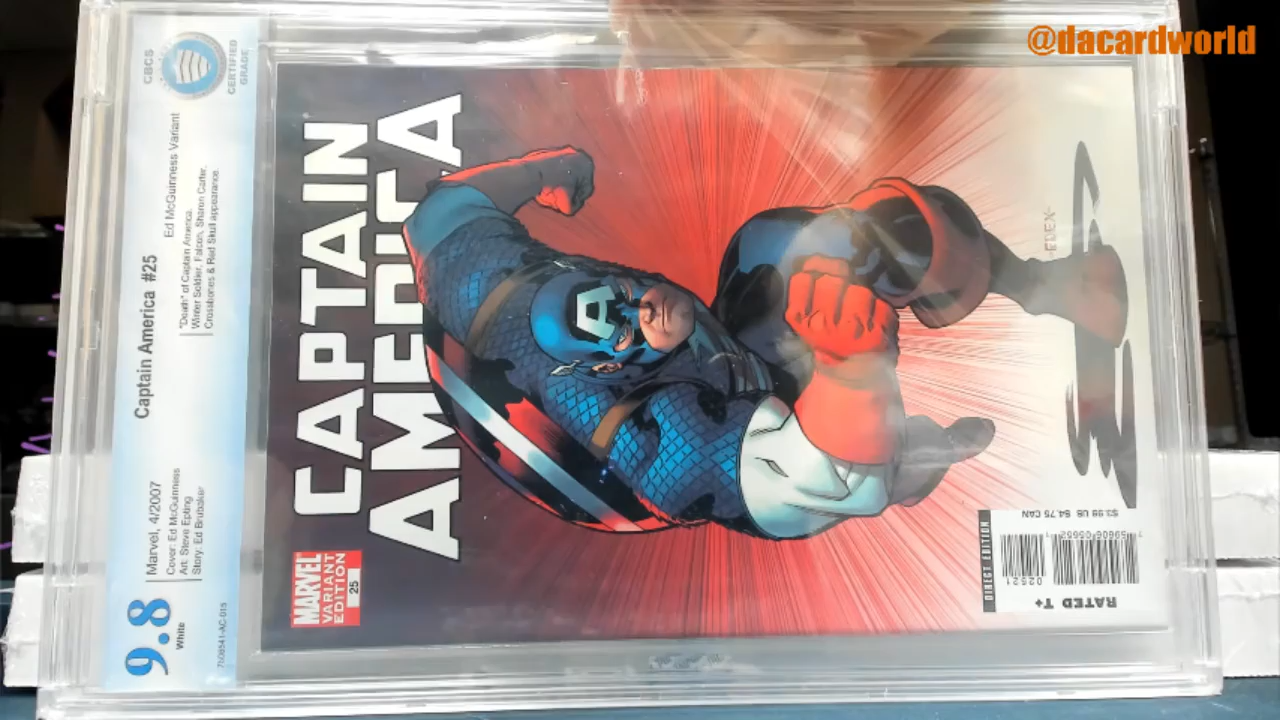 @dacardworld
CBCS
CERTIFIED
GRADE
Captain America #25
Ed McGuinness Variant
"Death" of Captain America.
Winter Soldier, Falcon, Sharon Carter,
Crossbones & Red Skull appearance.
Marvel, 4/2007
Cover: Ed McGuinness
Art: Steve Epting
Story: Ed Brubaker
9.8
White
CAPTAIN
AMERICA
MARVEL
VARIANT
EDITION
25
A
DIRECT EDITION
$3.99 US $4.75 CAN
02521
RATED T+